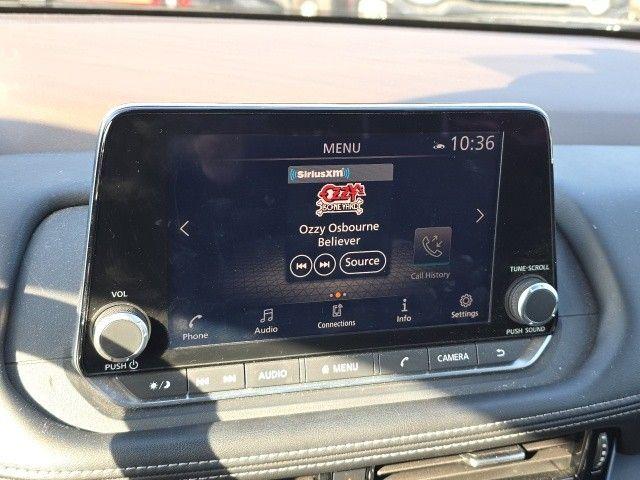 MENU
10:36
SiriusXM
Ozzy's
BONEYARD
Ozzy Osbourne
Believer
Source
Call History
Phone
Audio
Connections
Info
Settings
VOL
PUSH
TUNE·SCROLL
PUSH SOUND
AUDIO
MENU
CAMERA